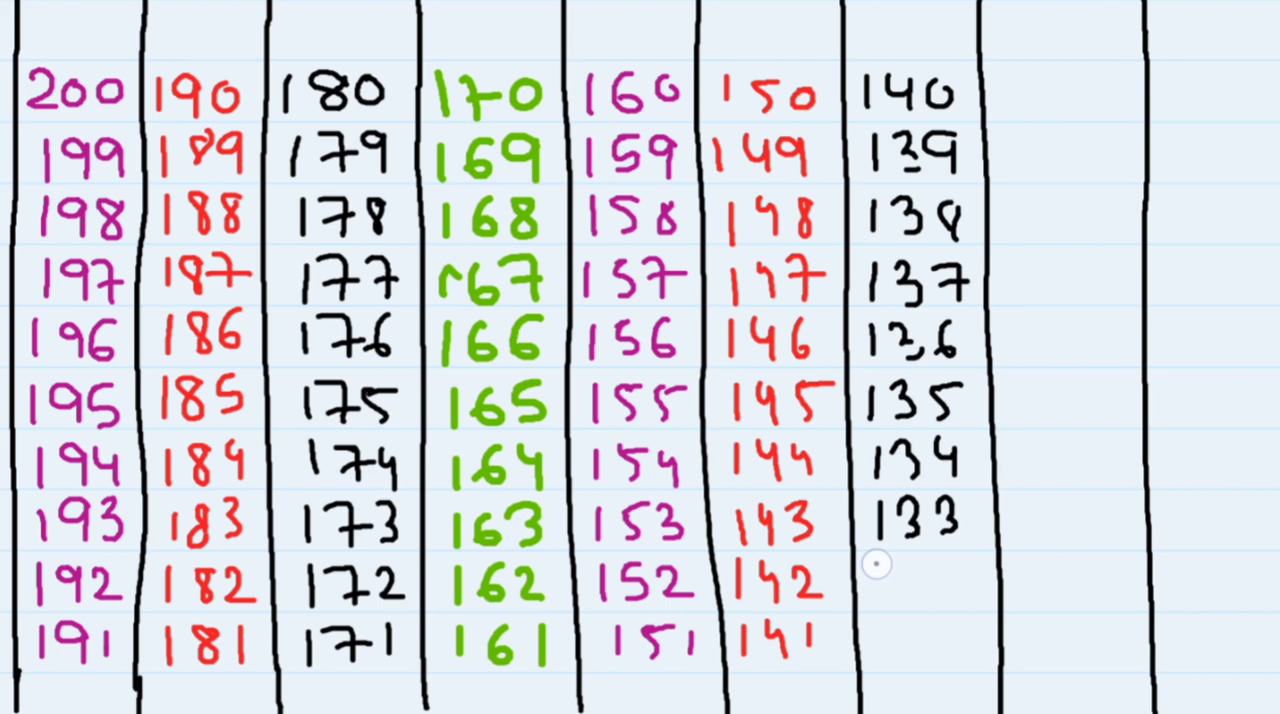 200 190 180 170 160 150 140
199 189 179 169 159 149 139
198 188 178 168 158 148 138
197 187 177 167 157 147 137
196 186 176 166 156 146 136
195 185 175 165 155 145 135
194 184 174 164 154 144 134
193 183 173 163 153 143 133
192 182 172 162 152 142
191 181 171 161 151 141